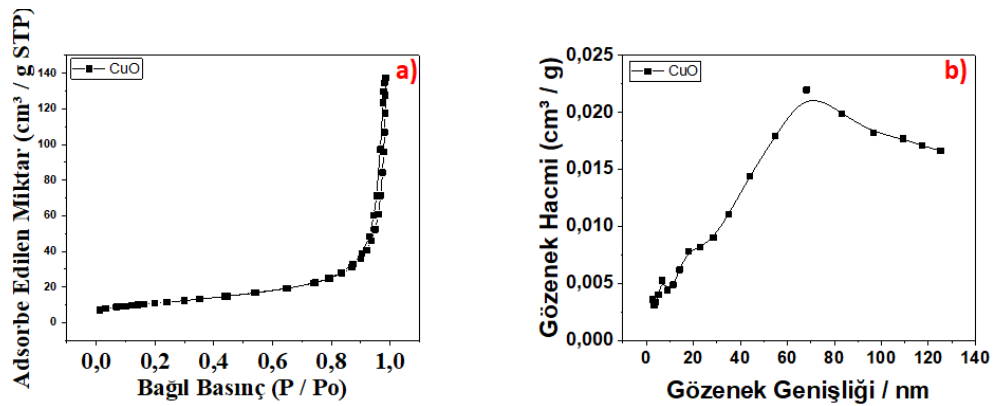 Adsorbe Edilen Miktar (cm³ / g STP)
CuO
a)
140
120
100
80
60
40
20
0
0,0 0,2 0,4 0,6 0,8 1,0
Bağıl Basınç (P / Po)
Gözenek Hacmi (cm³ / g)
CuO
b)
0,025
0,020
0,015
0,010
0,005
0,000
0 20 40 60 80 100 120 140
Gözenek Genişliği / nm